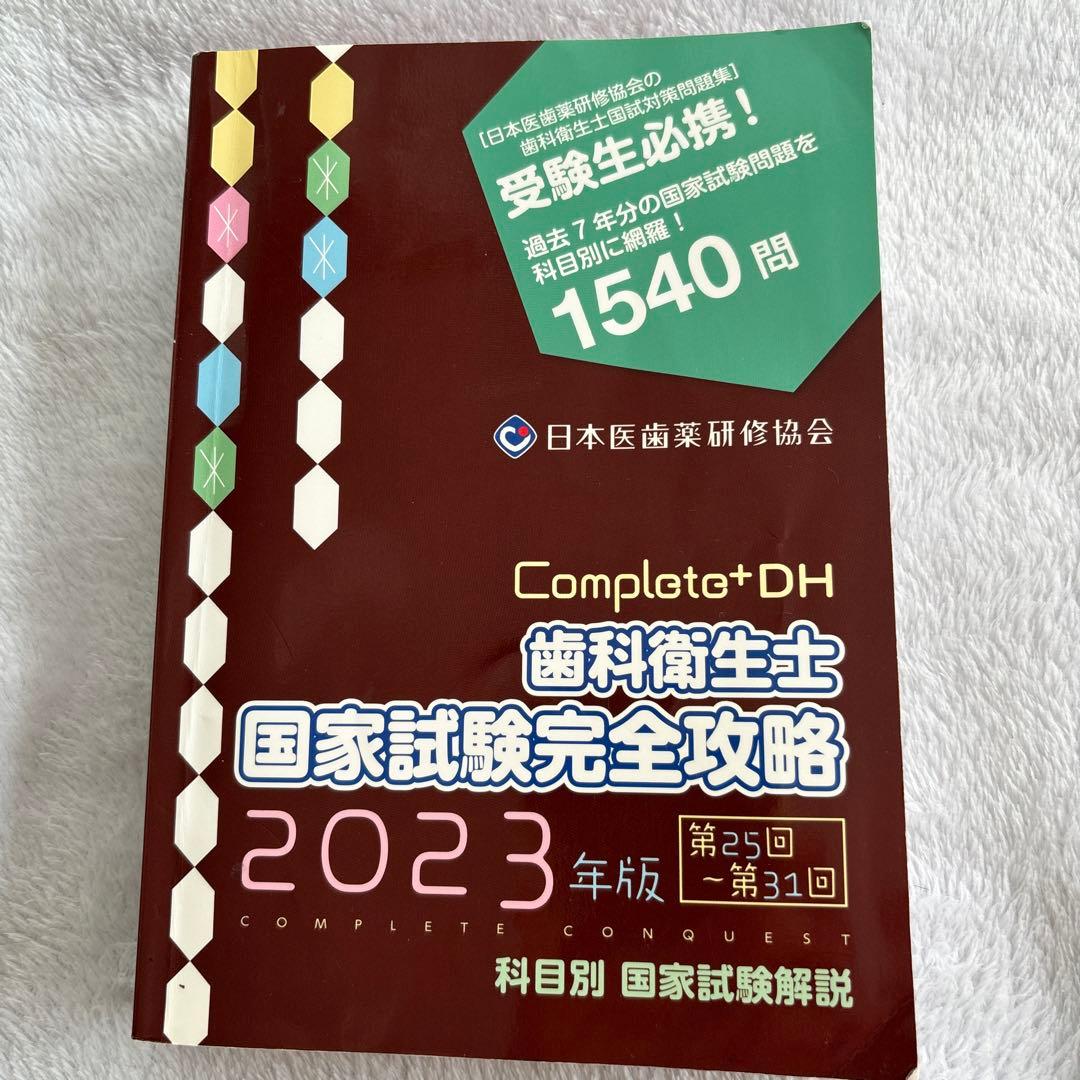 [日本医歯薬研修協会の
歯科衛生士国試対策問題集]
受験生必携！
過去7年分の国家試験問題を
科目別に網羅！
1540問
日本医歯薬研修協会
Complete+DH
歯科衛生士
国家試験完全攻略
2023年版
第25回
～第31回
COMPLETE CONQUEST
科目別 国家試験解説